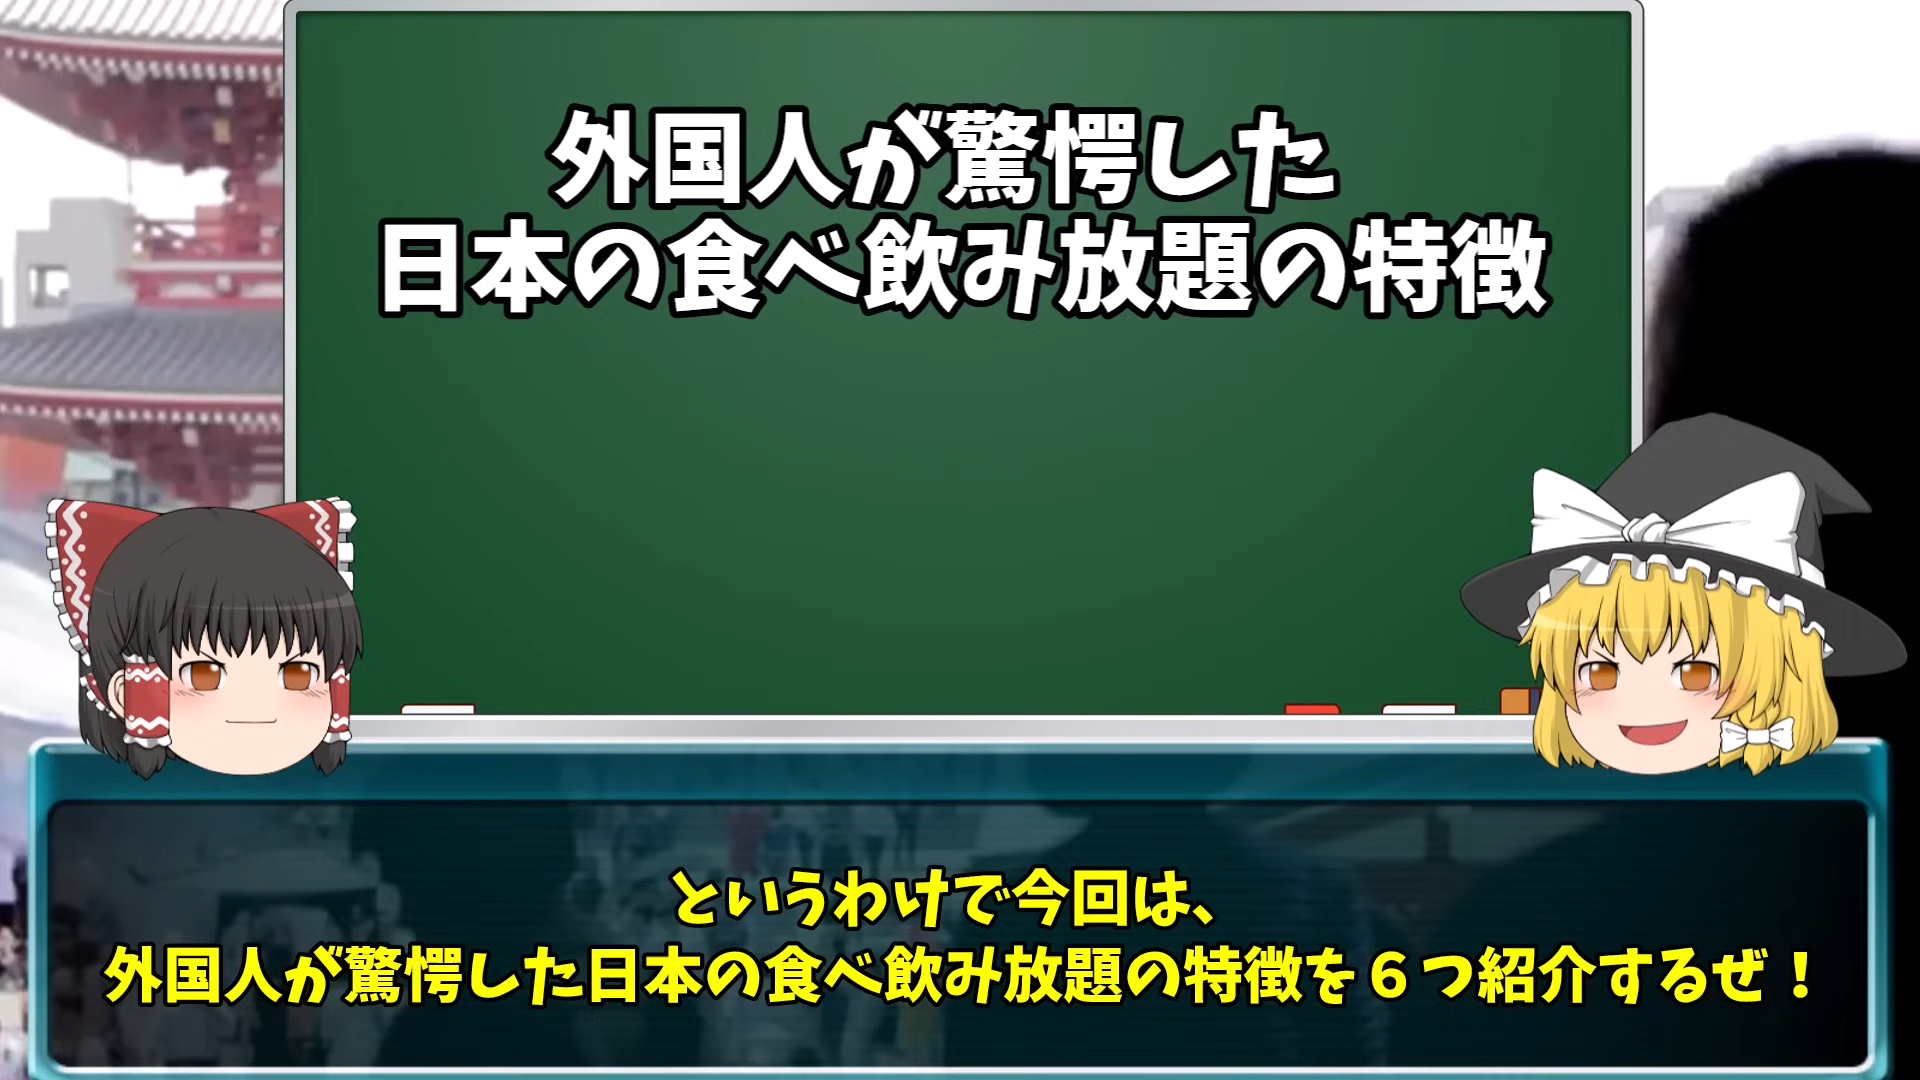 外国人が驚愕した
日本の食べ飲み放題の特徴
というわけで今回は、
外国人が驚愕した日本の食べ飲み放題の特徴を６つ紹介するぜ！